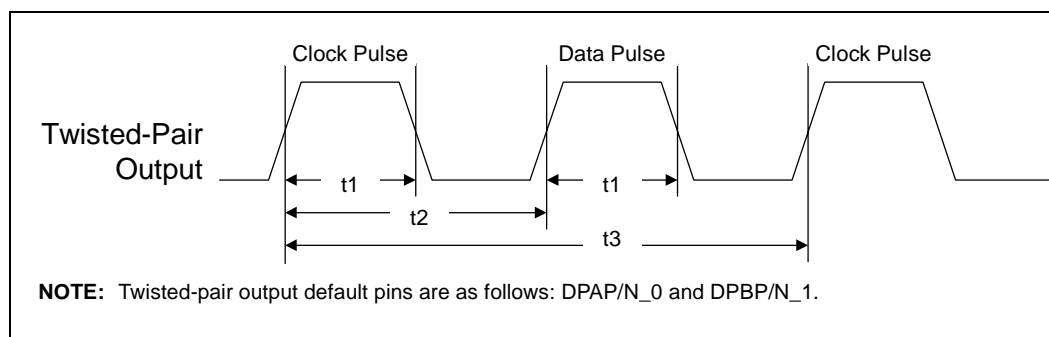 Clock Pulse Data Pulse Clock Pulse
Twisted-Pair
Output
t1 t1
t2
t3
NOTE: Twisted-pair output default pins are as follows: DPAP/N_0 and DPBP/N_1.